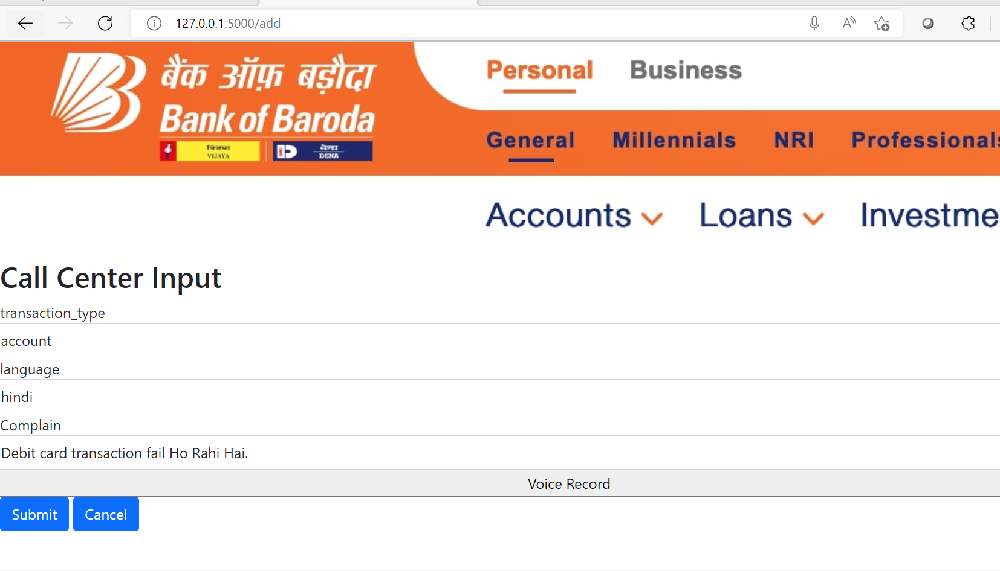 127.0.0.1:5000/add
बैंक ऑफ़ बड़ौदा
Bank of Baroda
विजया
VIJAYA
देना
DENA
Personal Business
General Millennials NRI Professionals
Accounts Loans Investme
Call Center Input
transaction_type
account
language
hindi
Complain
Debit card transaction fail Ho Rahi Hai.
Voice Record
Submit Cancel